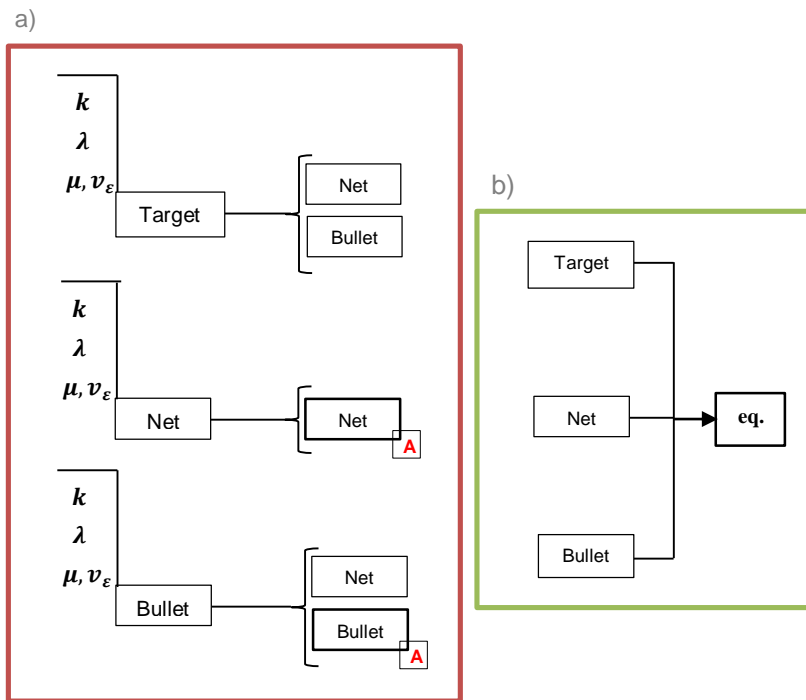 a)
k
λ
μ, v_ε
Target
Net
Bullet
k
λ
μ, v_ε
Net
Net
A
k
λ
μ, v_ε
Bullet
Net
Bullet
A
b)
Target
Net
eq.
Bullet